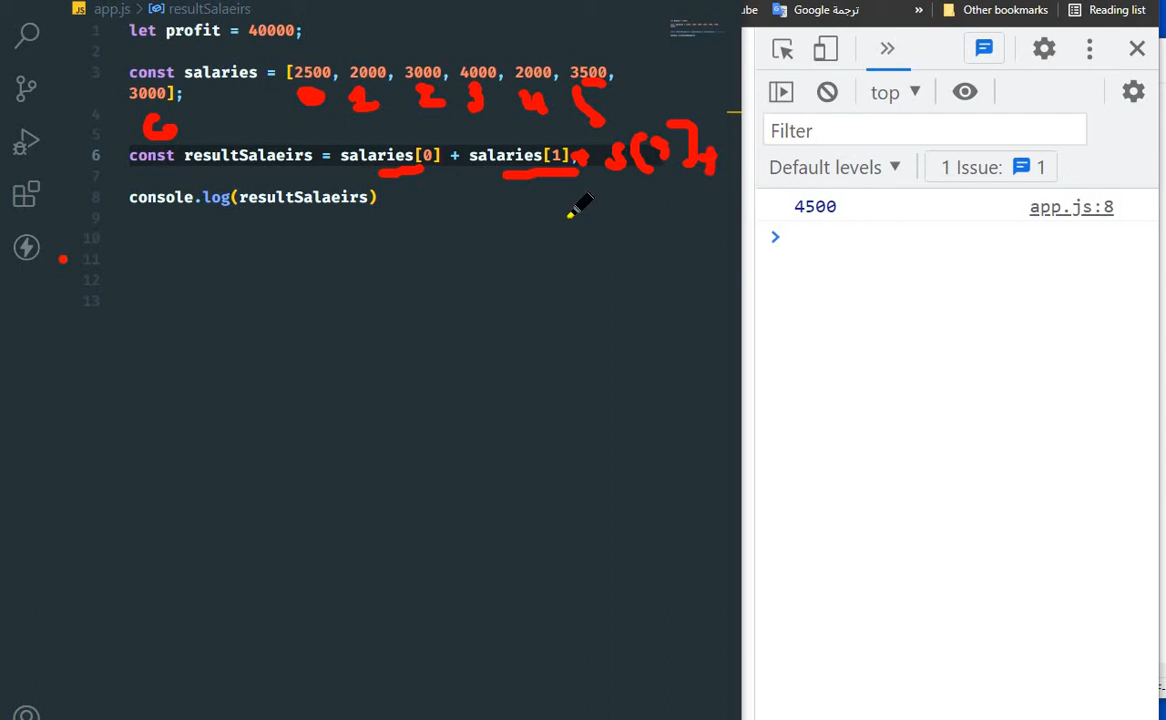 app.js > resultSalaeirs
1 let profit = 40000;
2
3 const salaries = [2500, 2000, 3000, 4000, 2000, 3500,
3000];
0 1 2 3 4
4
6
5
6 const resultSalaeirs = salaries[0] + salaries[1];
7
8 console.log(resultSalaeirs)
9
10
11
12
13
ube
Google ترجمة
»
Other bookmarks
Reading list
»
top ▼
Filter
Default levels ▼
1 Issue: 1
4500 app.js:8
>